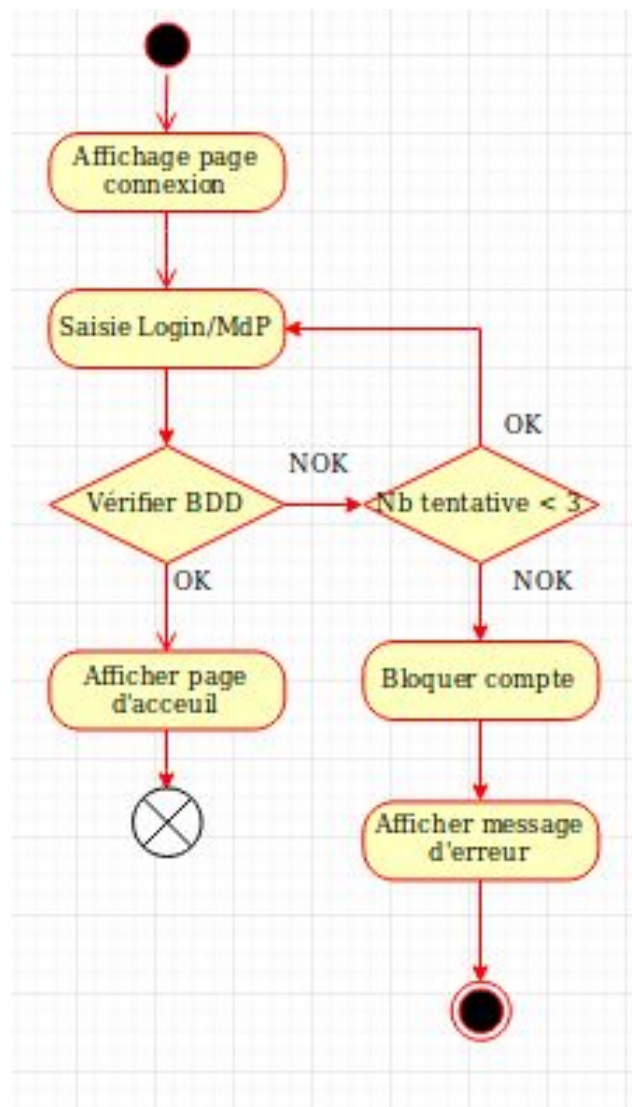 Affichage page
connexion
Saisie Login/MdP
OK
NOK
Vérifier BDD
Nb tentative < 3
OK
NOK
Afficher page
d'acceuil
Bloquer compte
Afficher message
d'erreur